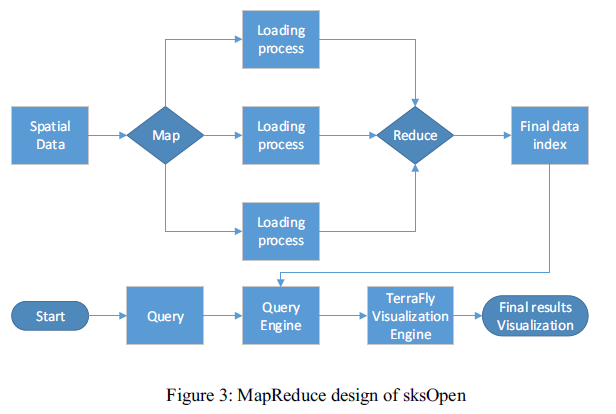 Loading
process
Spatial
Data
Map
Loading
process
Reduce
Final data
index
Loading
process
Start
Query
Query
Engine
TerraFly
Visualization
Engine
Final results
Visualization
Figure 3: MapReduce design of sksOpen